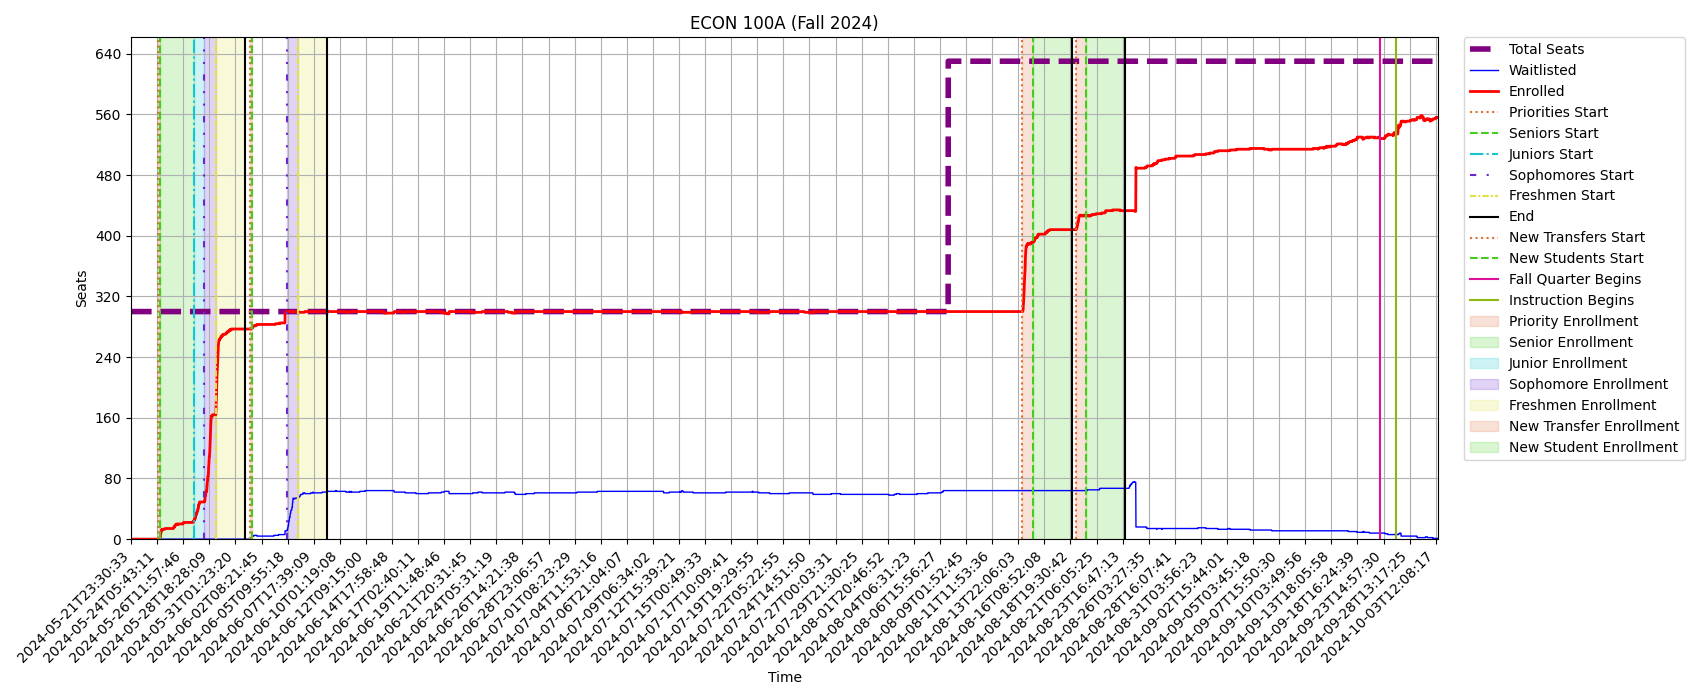 ECON 100A (Fall 2024)
Seats
640
560
480
400
320
240
160
80
0
2024-05-21T23:30:33
2024-05-24T05:43:11
2024-05-26T11:57:46
2024-05-28T18:28:09
2024-05-31T01:23:20
2024-06-02T08:21:45
2024-06-05T09:55:18
2024-06-07T17:39:09
2024-06-10T01:19:08
2024-06-12T09:15:00
2024-06-14T17:58:48
2024-06-17T02:40:11
2024-06-19T11:48:46
2024-06-21T20:31:45
2024-06-24T05:31:19
2024-06-26T14:21:38
2024-06-28T23:06:57
2024-07-01T08:23:29
2024-07-04T11:53:16
2024-07-06T21:04:07
2024-07-09T06:34:02
2024-07-12T15:39:21
2024-07-15T00:49:33
2024-07-17T10:09:41
2024-07-19T19:29:55
2024-07-22T05:22:55
2024-07-24T14:51:50
2024-07-27T00:03:31
2024-07-29T21:30:25
2024-08-01T20:46:52
2024-08-04T06:31:23
2024-08-06T15:56:27
2024-08-09T01:52:45
2024-08-11T11:53:36
2024-08-13T22:06:03
2024-08-16T08:52:08
2024-08-18T19:30:42
2024-08-21T06:05:25
2024-08-23T16:47:13
2024-08-26T03:27:35
2024-08-28T16:07:41
2024-08-31T03:56:23
2024-09-02T15:44:01
2024-09-05T03:45:18
2024-09-07T15:50:30
2024-09-10T03:49:56
2024-09-13T18:05:58
2024-09-18T16:24:39
2024-09-23T14:57:30
2024-09-28T13:17:25
2024-10-03T12:08:17
Time
Total Seats
Waitlisted
Enrolled
Priorities Start
Seniors Start
Juniors Start
Sophomores Start
Freshmen Start
End
New Transfers Start
New Students Start
Fall Quarter Begins
Instruction Begins
Priority Enrollment
Senior Enrollment
Junior Enrollment
Sophomore Enrollment
Freshmen Enrollment
New Transfer Enrollment
New Student Enrollment